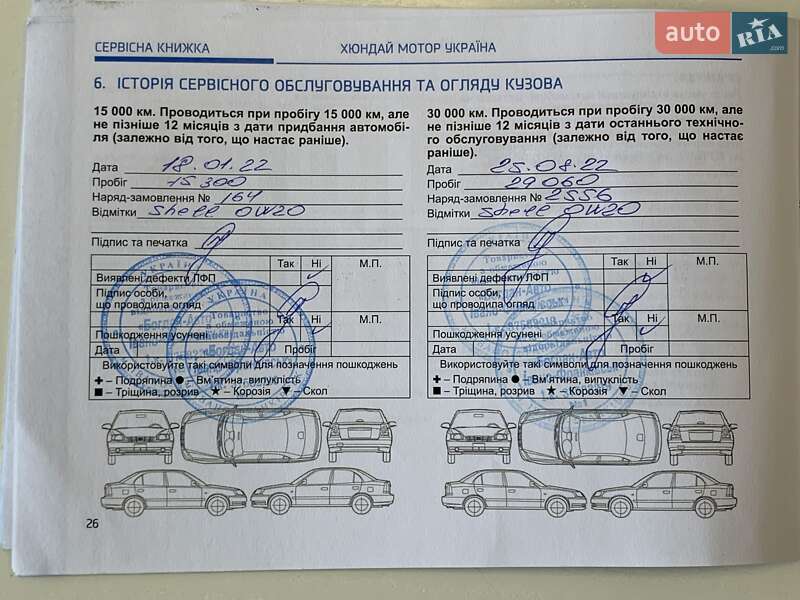 СЕРВІСНА КНИЖКА
ХЮНДАЙ МОТОР УКРАЇНА
auto RIA .com
6. ІСТОРІЯ СЕРВІСНОГО ОБСЛУГОВУВАННЯ ТА ОГЛЯДУ КУЗОВА
15 000 км. Проводиться при пробігу 15 000 км, але
не пізніше 12 місяців з дати придбання автомобі-
ля (залежно від того, що настає раніше).
Дата 18.01.22
Пробіг 15 300
Наряд-замовлення № 164
Відмітки Shell 0W20
Підпис та печатка
Так Ні М.П.
Виявлені дефекти ЛФП
Підпис особи,
що проводила огляд
Так Ні М.П.
Пошкодження усунені
Дата Пробіг
Використовуйте такі символи для позначення пошкоджень
– Подряпина – Вм'ятина, випуклість
– Тріщина, розрив – Корозія – Скол
30 000 км. Проводиться при пробігу 30 000 км, але
не пізніше 12 місяців з дати останнього технічно-
го обслуговування (залежно від того, що настає
раніше).
Дата 25.08.22
Пробіг 29 060
Наряд-замовлення № 2556
Відмітки Shell 0W20
Підпис та печатка
Так Ні М.П.
Виявлені дефекти ЛФП
Підпис особи,
що проводила огляд
Так Ні М.П.
Пошкодження усунені
Дата Пробіг
Використовуйте такі символи для позначення пошкоджень
– Подряпина – Вм'ятина, випуклість
– Тріщина, розрив – Корозія – Скол
26